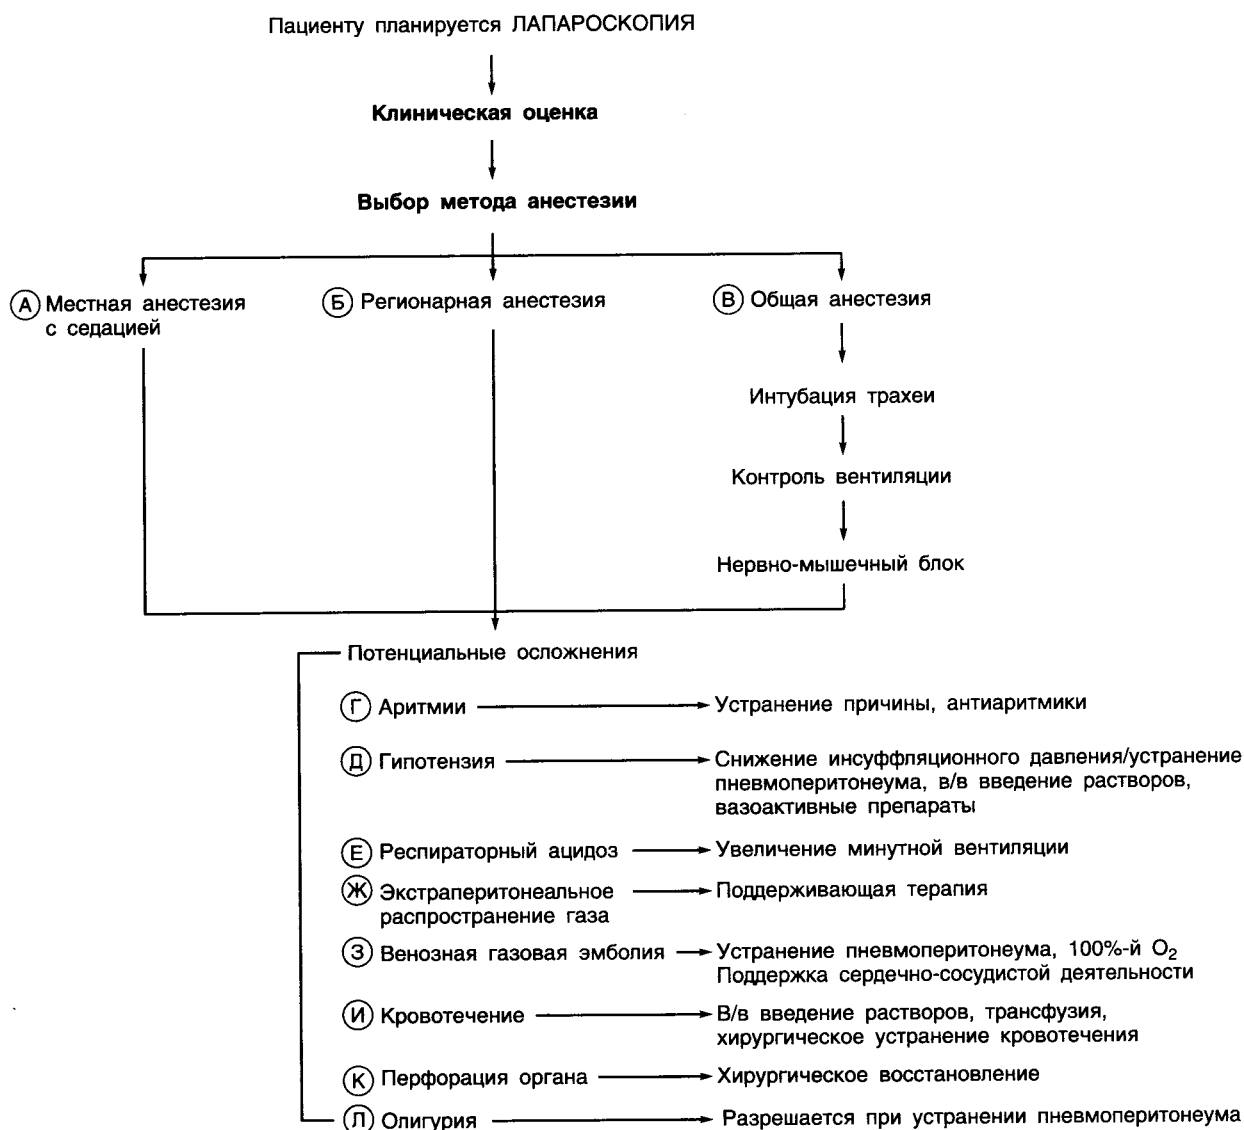 Пациенту планируется ЛАПАРОСКОПИЯ
Клиническая оценка
Выбор метода анестезии
А Местная анестезия
с седацией
Б Регионарная анестезия
В Общая анестезия
Интубация трахеи
Контроль вентиляции
Нервно-мышечный блок
Потенциальные осложнения
Г Аритмии
Устранение причины, антиаритмики
Д Гипотензия
Снижение инсуффляционного давления/устранение
пневмоперитонеума, в/в введение растворов,
вазоактивные препараты
Е Респираторный ацидоз
Увеличение минутной вентиляции
Ж Экстраперитонеальное
распространение газа
Поддерживающая терапия
З Венозная газовая эмболия
Устранение пневмоперитонеума, 100%-й O₂
Поддержка сердечно-сосудистой деятельности
И Кровотечение
В/в введение растворов, трансфузия,
хирургическое устранение кровотечения
К Перфорация органа
Хирургическое восстановление
Л Олигурия
Разрешается при устранении пневмоперитонеума